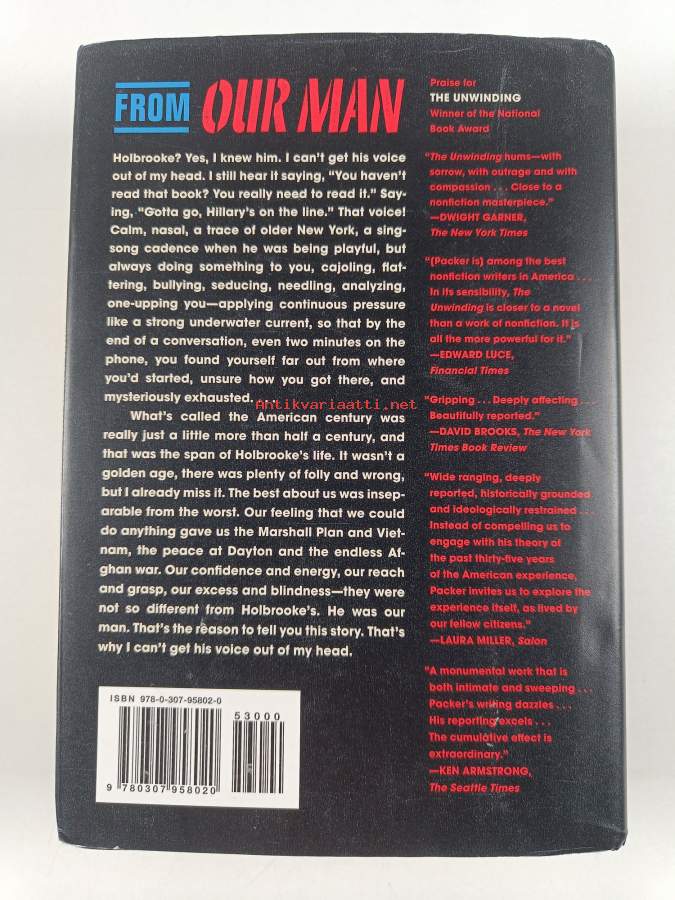 FROM OUR MAN
Holbrooke? Yes, I knew him. I can't get his voice
out of my head. I still hear it saying, "You haven't
read that book? You really need to read it." Say-
ing, "Gotta go, Hillary's on the line." That voice!
Calm, nasal, a trace of older New York, a sing-
song cadence when he was being playful, but
always doing something to you, cajoling, flat-
tering, bullying, seducing, needling, analyzing,
one-upping you—applying continuous pressure
like a strong underwater current, so that by the
end of a conversation, even two minutes on the
phone, you found yourself far out from where
you'd started, unsure how you got there, and
mysteriously exhausted. . . .
What's called the American century was
really just a little more than half a century, and
that was the span of Holbrooke's life. It wasn't a
golden age, there was plenty of folly and wrong,
but I already miss it. The best about us was insep-
arable from the worst. Our feeling that we could
do anything gave us the Marshall Plan and Viet-
nam, the peace at Dayton and the endless Af-
ghan war. Our confidence and energy, our reach
and grasp, our excess and blindness—they were
not so different from Holbrooke's. He was our
man. That's the reason to tell you this story. That's
why I can't get his voice out of my head.
Antikvariaatti.net
ISBN 978-0-307-95802-0
53000
9 780307 958020
Praise for
THE UNWINDING
Winner of the National
Book Award
"The Unwinding hums—with
sorrow, with outrage and with
compassion . . . Close to a
nonfiction masterpiece."
—DWIGHT GARNER,
The New York Times
"(Packer is) among the best
nonfiction writers in America . . .
In its sensibility, The
Unwinding is closer to a novel
than a work of nonfiction. It is
all the more powerful for it."
—EDWARD LUCE,
Financial Times
"Gripping . . . Deeply affecting . . .
Beautifully reported."
—DAVID BROOKS, The New York
Times Book Review
"Wide ranging, deeply
reported, historically grounded
and ideologically restrained . . .
Instead of compelling us to
engage with his theory of
the past thirty-five years
of the American experience,
Packer invites us to explore the
experience itself, as lived by
our fellow citizens."
—LAURA MILLER, Salon
"A monumental work that is
both intimate and sweeping . . .
Packer's writing dazzles . . .
His reporting excels . . .
The cumulative effect is
extraordinary."
—KEN ARMSTRONG,
The Seattle Times